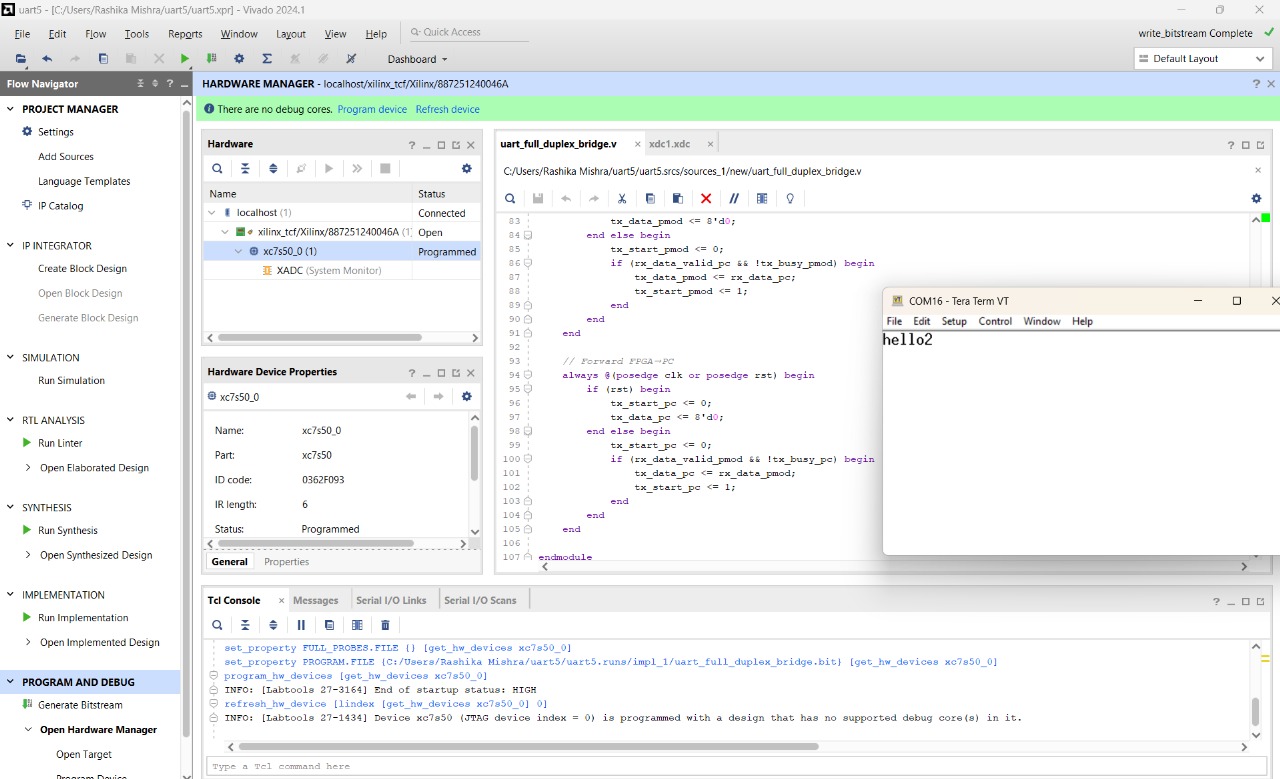 uart5 - [C:/Users/Rashika Mishra/uart5/uart5.xpr] - Vivado 2024.1
File Edit Flow Tools Reports Window Layout View Help Quick Access
write_bitstream Complete
Dashboard
Default Layout
Flow Navigator
PROJECT MANAGER
Settings
Add Sources
Language Templates
IP Catalog
IP INTEGRATOR
Create Block Design
Open Block Design
Generate Block Design
SIMULATION
Run Simulation
RTL ANALYSIS
Run Linter
Open Elaborated Design
SYNTHESIS
Run Synthesis
Open Synthesized Design
IMPLEMENTATION
Run Implementation
Open Implemented Design
PROGRAM AND DEBUG
Generate Bitstream
Open Hardware Manager
Open Target
Program Device
HARDWARE MANAGER - localhost/xilinx_tcf/Xilinx/887251240046A
There are no debug cores. Program device Refresh device
Hardware
Name Status
localhost (1) Connected
xilinx_tcf/Xilinx/887251240046A (1) Open
xc7s50_0 (1) Programmed
XADC (System Monitor)
Hardware Device Properties
xc7s50_0
Name: xc7s50_0
Part: xc7s50
ID code: 0362F093
IR length: 6
Status: Programmed
General Properties
uart_full_duplex_bridge.v xdc1.xdc
C:/Users/Rashika Mishra/uart5/uart5.srcs/sources_1/new/uart_full_duplex_bridge.v
83 tx_data_pmod <= 8'd0;
84 end else begin
85 tx_start_pmod <= 0;
86 if (rx_data_valid_pc && !tx_busy_pmod) begin
87 tx_data_pmod <= rx_data_pc;
88 tx_start_pmod <= 1;
89 end
90 end
91 end
92
93 // Forward FPGA→PC
94 always @(posedge clk or posedge rst) begin
95 if (rst) begin
96 tx_start_pc <= 0;
97 tx_data_pc <= 8'd0;
98 end else begin
99 tx_start_pc <= 0;
100 if (rx_data_valid_pmod && !tx_busy_pc) begin
101 tx_data_pc <= rx_data_pmod;
102 tx_start_pc <= 1;
103 end
104 end
105 end
106
107 endmodule
COM16 - Tera Term VT
File Edit Setup Control Window Help
hello2
Tcl Console Messages Serial I/O Links Serial I/O Scans
set_property FULL_PROBES.FILE {} [get_hw_devices xc7s50_0]
set_property PROGRAM.FILE {C:/Users/Rashika Mishra/uart5/uart5.runs/impl_1/uart_full_duplex_bridge.bit} [get_hw_devices xc7s50_0]
program_hw_devices [get_hw_devices xc7s50_0]
INFO: [Labtools 27-3164] End of startup status: HIGH
refresh_hw_device [lindex [get_hw_devices xc7s50_0] 0]
INFO: [Labtools 27-1434] Device xc7s50 (JTAG device index = 0) is programmed with a design that has no supported debug core(s) in it.
Type a Tcl command here